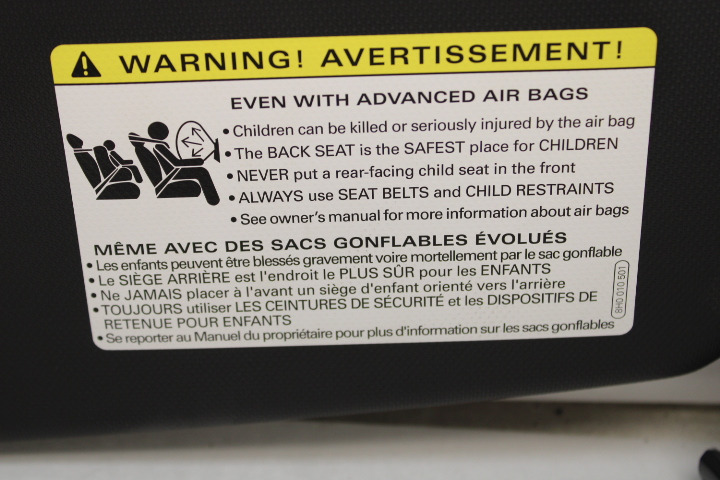 WARNING! AVERTISSEMENT!
EVEN WITH ADVANCED AIR BAGS
• Children can be killed or seriously injured by the air bag
• The BACK SEAT is the SAFEST place for CHILDREN
• NEVER put a rear-facing child seat in the front
• ALWAYS use SEAT BELTS and CHILD RESTRAINTS
• See owner's manual for more information about air bags
MÊME AVEC DES SACS GONFLABLES ÉVOLUÉS
• Les enfants peuvent être blessés gravement voire mortellement par le sac gonflable
• Le SIÈGE ARRIÈRE est l'endroit le PLUS SÛR pour les ENFANTS
• Ne JAMAIS placer à l'avant un siège d'enfant orienté vers l'arrière
• TOUJOURS utiliser LES CEINTURES DE SÉCURITÉ et les DISPOSITIFS DE
RETENUE POUR ENFANTS
• Se reporter au Manuel du propriétaire pour plus d'information sur les sacs gonflables
8H0 010 501